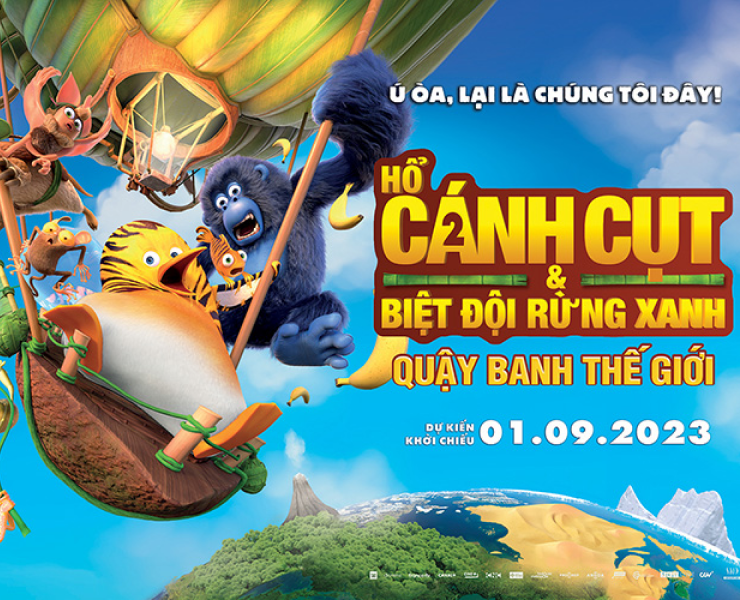 Ú ÒA, LẠI LÀ CHÚNG TÔI ĐÂY!
HỔ
CÁNH CỤT
2
&
BIỆT ĐỘI RỪNG XANH
QUẬY BANH THẾ GIỚI
DỰ KIẾN
KHỞI CHIẾU 01.09.2023